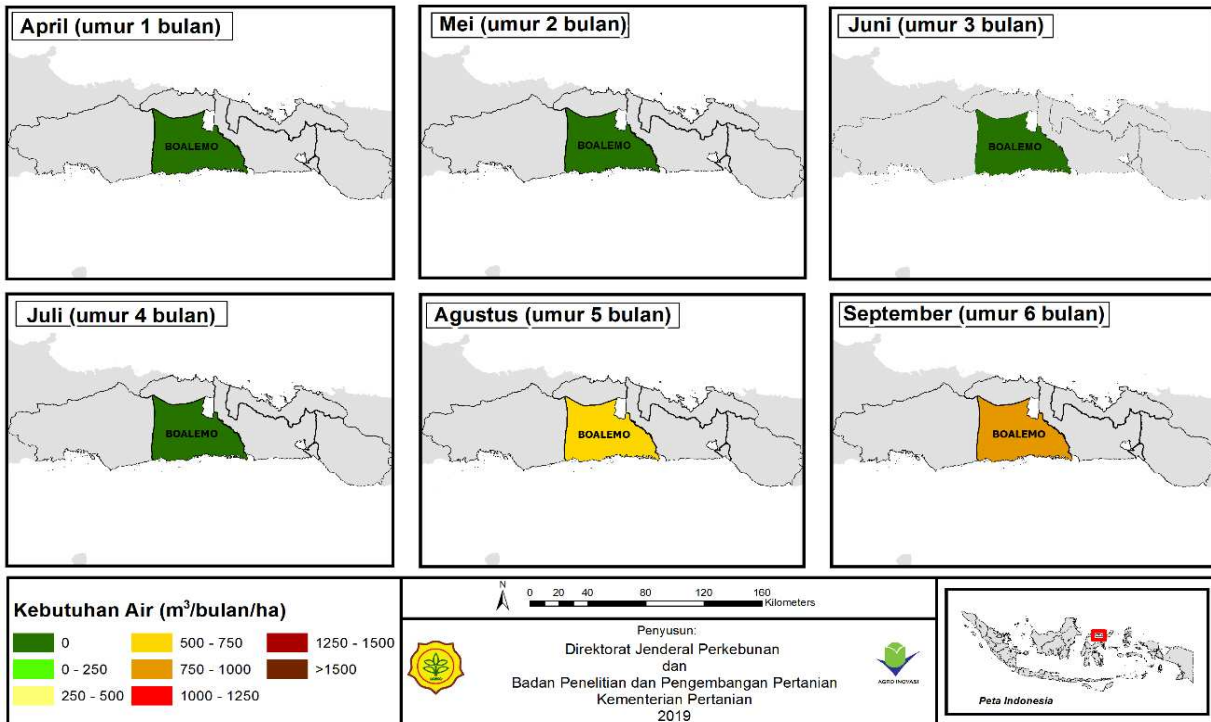 April (umur 1 bulan)
Mei (umur 2 bulan)
Juni (umur 3 bulan)
BOALEMO
BOALEMO
BOALEMO
Juli (umur 4 bulan)
Agustus (umur 5 bulan)
September (umur 6 bulan)
BOALEMO
BOALEMO
BOALEMO
Kebutuhan Air (m³/bulan/ha)
0
0 - 250
250 - 500
500 - 750
750 - 1000
1000 - 1250
1250 - 1500
>1500
N
0 20 40 80 120 160
Kilometers
Penyusun:
Direktorat Jenderal Perkebunan
dan
Badan Penelitian dan Pengembangan Pertanian
Kementerian Pertanian
2019
AGRO INOVASI
Peta Indonesia